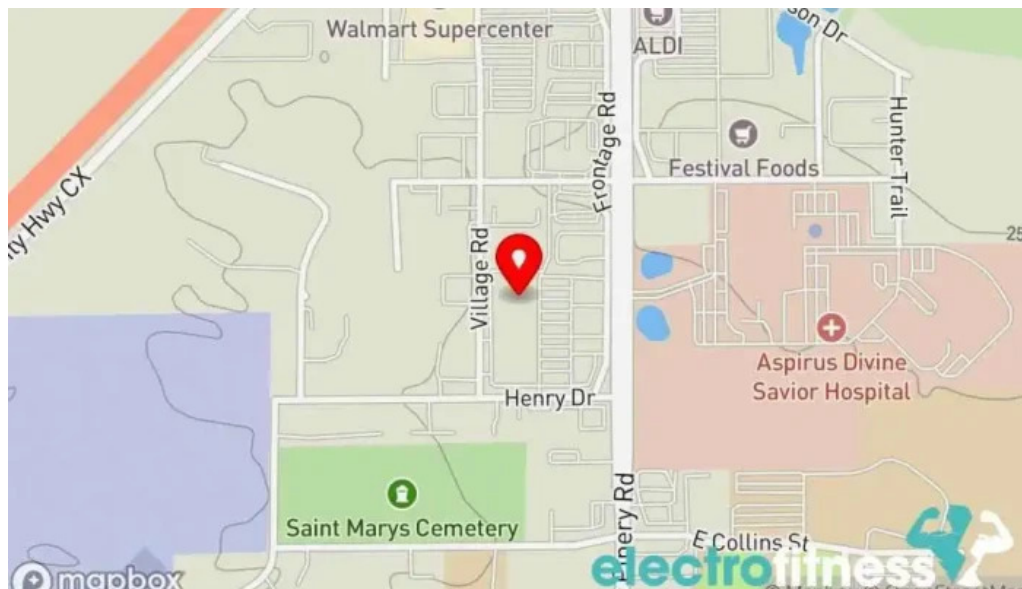 Walmart Supercenter
ALDI
son Dr
Hunter Trail
Frontage Rd
Festival Foods
ty Hwy CX
Village Rd
25
Aspirus Divine
Savior Hospital
Henry Dr
Saint Marys Cemetery
Pinery Rd
E Collins St
mapbox
electrofitness